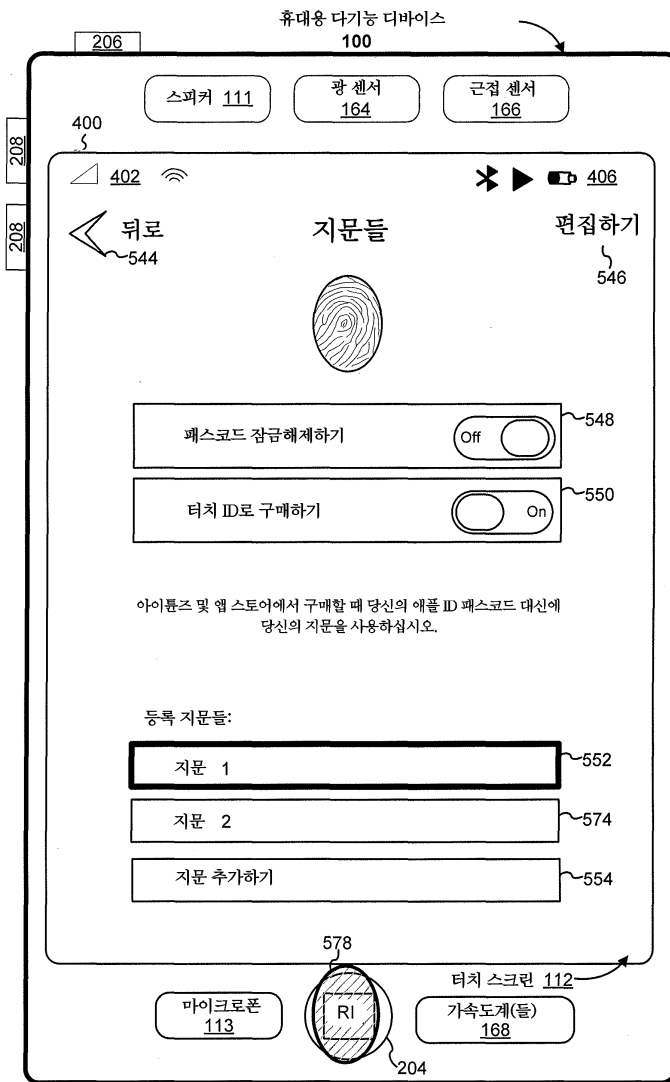 휴대용 다기능 디바이스
100
206
스피커 111
광 센서
164
근접 센서
166
208
208
400
402
406
뒤로
544
지문들
편집하기
546
패스코드 잠금해제하기
Off
548
터치 ID로 구매하기
On
550
아이튠즈 및 앱 스토어에서 구매할 때 당신의 애플 ID 패스코드 대신에
당신의 지문을 사용하십시오.
등록 지문들:
지문 1
552
지문 2
574
지문 추가하기
554
578
터치 스크린 112
마이크로폰
113
RI
가속도계(들)
168
204